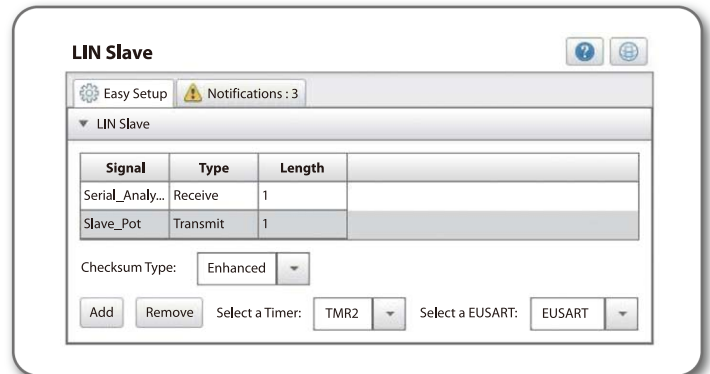 LIN Slave
Easy Setup Notifications : 3
LIN Slave
Signal Type Length
Serial_Analy... Receive 1
Slave_Pot Transmit 1
Checksum Type: Enhanced
Add Remove Select a Timer: TMR2 Select a EUSART: EUSART